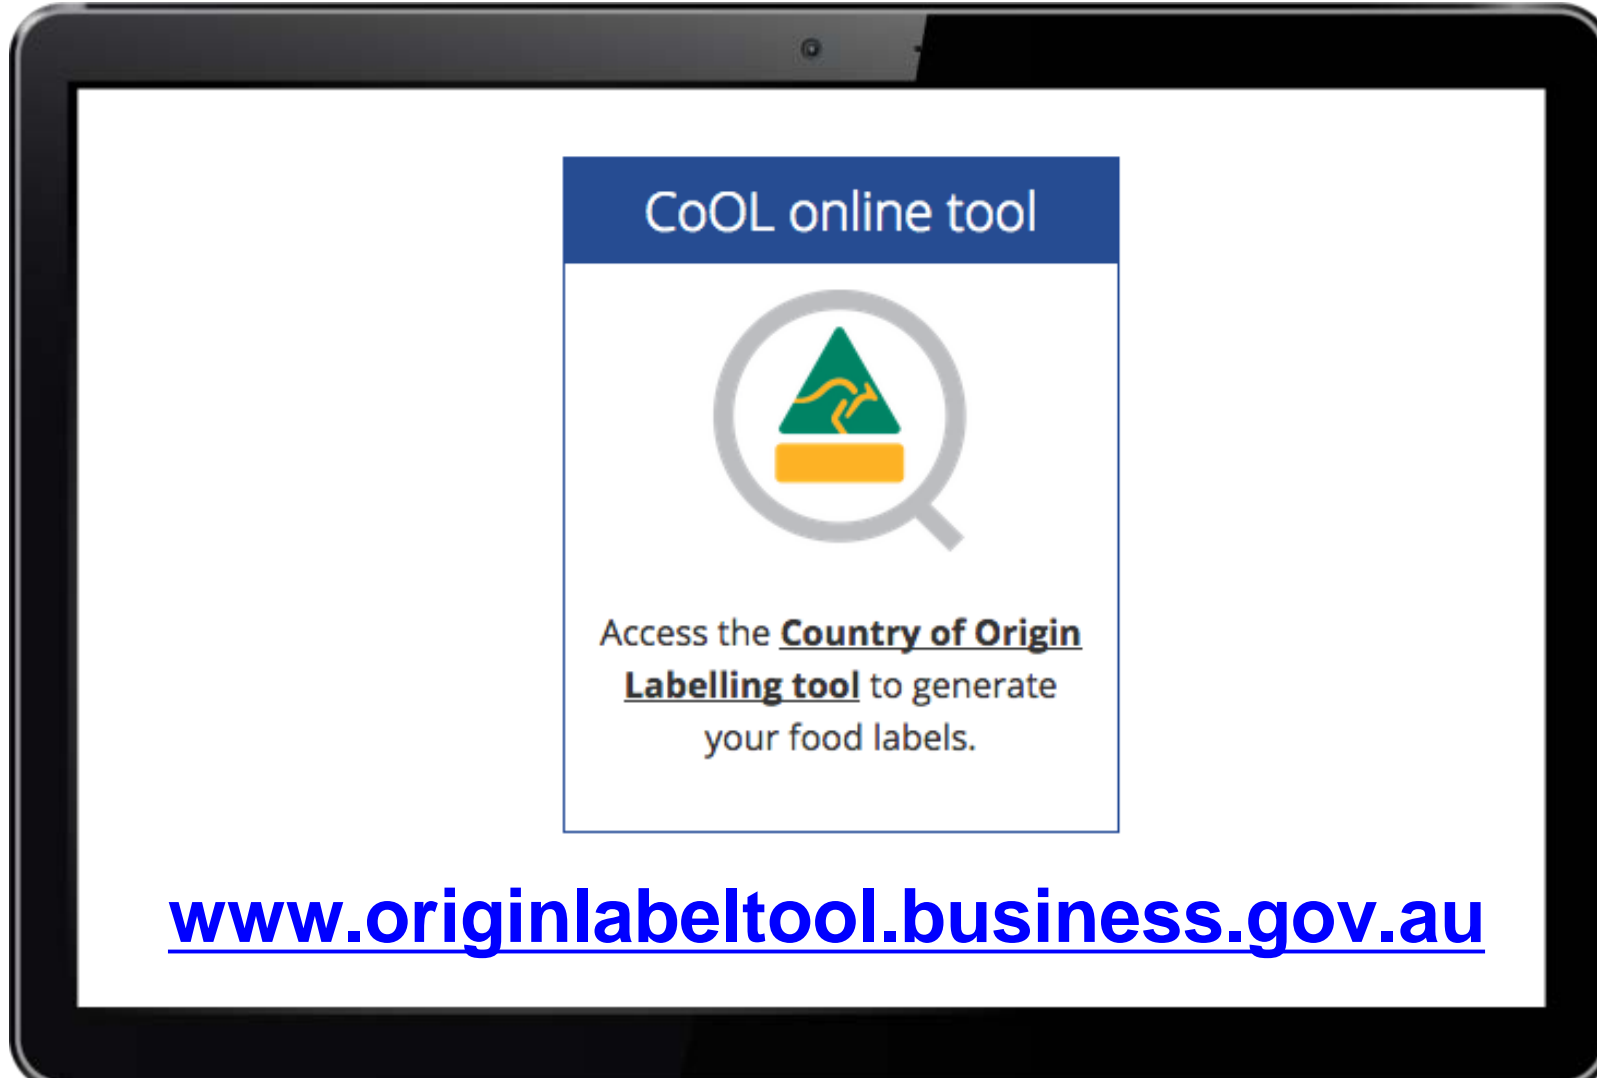 CoOL online tool
Access the Country of Origin
Labelling tool to generate
your food labels.
www.originlabeltool.business.gov.au